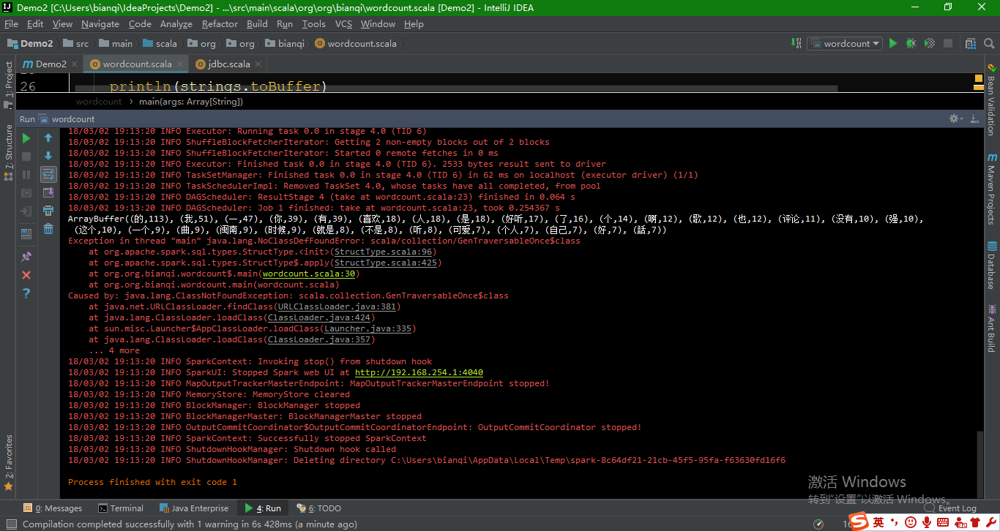 Demo2 [C:\Users\bianqi\IdeaProjects\Demo2] - ...\src\main\scala\org\org\bianqi\wordcount.scala [Demo2] - IntelliJ IDEA
File Edit View Navigate Code Analyze Refactor Build Run Tools VCS Window Help
Demo2 src main scala org org bianqi wordcount.scala wordcount
Demo2 wordcount.scala jdbc.scala
26 println(strings.toBuffer)
wordcount main(args: Array[String])
Run wordcount
18/03/02 19:13:20 INFO Executor: Running task 0.0 in stage 4.0 (TID 6)
18/03/02 19:13:20 INFO ShuffleBlockFetcherIterator: Getting 2 non-empty blocks out of 2 blocks
18/03/02 19:13:20 INFO ShuffleBlockFetcherIterator: Started 0 remote fetches in 0 ms
18/03/02 19:13:20 INFO Executor: Finished task 0.0 in stage 4.0 (TID 6). 2533 bytes result sent to driver
18/03/02 19:13:20 INFO TaskSetManager: Finished task 0.0 in stage 4.0 (TID 6) in 62 ms on localhost (executor driver) (1/1)
18/03/02 19:13:20 INFO TaskSchedulerImpl: Removed TaskSet 4.0, whose tasks have all completed, from pool
18/03/02 19:13:20 INFO DAGScheduler: ResultStage 4 (take at wordcount.scala:23) finished in 0.064 s
18/03/02 19:13:20 INFO DAGScheduler: Job 1 finished: take at wordcount.scala:23, took 0.254367 s
ArrayBuffer((的,113), (我,51), (一,47), (你,39), (有,39), (喜欢,18), (人,18), (是,18), (好听,17), (了,16), (个,14), (啊,12), (歌,12), (也,12), (评论,11), (没有,10), (强,10),
(这个,10), (一个,9), (曲,9), (闽南,9), (时候,9), (就是,8), (不是,8), (听,8), (可爱,7), (个人,7), (自己,7), (好,7), (話,7))
Exception in thread "main" java.lang.NoClassDefFoundError: scala/collection/GenTraversableOnce$class
at org.apache.spark.sql.types.StructType.<init>(StructType.scala:96)
at org.apache.spark.sql.types.StructType$.apply(StructType.scala:425)
at org.org.bianqi.wordcount$.main(wordcount.scala:30)
at org.org.bianqi.wordcount.main(wordcount.scala)
Caused by: java.lang.ClassNotFoundException: scala.collection.GenTraversableOnce$class
at java.net.URLClassLoader.findClass(URLClassLoader.java:381)
at java.lang.ClassLoader.loadClass(ClassLoader.java:424)
at sun.misc.Launcher$AppClassLoader.loadClass(Launcher.java:335)
at java.lang.ClassLoader.loadClass(ClassLoader.java:357)
... 4 more
18/03/02 19:13:20 INFO SparkContext: Invoking stop() from shutdown hook
18/03/02 19:13:20 INFO SparkUI: Stopped Spark web UI at http://192.168.254.1:4040
18/03/02 19:13:20 INFO MapOutputTrackerMasterEndpoint: MapOutputTrackerMasterEndpoint stopped!
18/03/02 19:13:20 INFO MemoryStore: MemoryStore cleared
18/03/02 19:13:20 INFO BlockManager: BlockManager stopped
18/03/02 19:13:20 INFO BlockManagerMaster: BlockManagerMaster stopped
18/03/02 19:13:20 INFO OutputCommitCoordinator$OutputCommitCoordinatorEndpoint: OutputCommitCoordinator stopped!
18/03/02 19:13:20 INFO SparkContext: Successfully stopped SparkContext
18/03/02 19:13:20 INFO ShutdownHookManager: Shutdown hook called
18/03/02 19:13:20 INFO ShutdownHookManager: Deleting directory C:\Users\bianqi\AppData\Local\Temp\spark-8c64df21-21cb-45f5-95fa-f63630fd16f6
Process finished with exit code 1
1: Project
7: Structure
2: Favorites
Bean Validation
Maven Projects
Database
Ant Build
激活 Windows
转到"设置"以激活 Windows。
0: Messages Terminal Java Enterprise 4: Run 6: TODO Event Log
Compilation completed successfully with 1 warning in 6s 428ms (a minute ago)
英